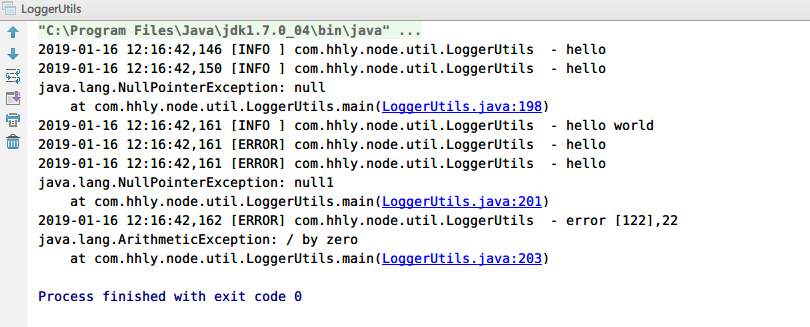 LoggerUtils
"C:\Program Files\Java\jdk1.7.0_04\bin\java" ...
2019-01-16 12:16:42,146 [INFO ] com.hhly.node.util.LoggerUtils  - hello
2019-01-16 12:16:42,150 [INFO ] com.hhly.node.util.LoggerUtils  - hello
java.lang.NullPointerException: null
    at com.hhly.node.util.LoggerUtils.main(LoggerUtils.java:198)
2019-01-16 12:16:42,161 [INFO ] com.hhly.node.util.LoggerUtils  - hello world
2019-01-16 12:16:42,161 [ERROR] com.hhly.node.util.LoggerUtils  - hello
2019-01-16 12:16:42,161 [ERROR] com.hhly.node.util.LoggerUtils  - hello
java.lang.NullPointerException: null1
    at com.hhly.node.util.LoggerUtils.main(LoggerUtils.java:201)
2019-01-16 12:16:42,162 [ERROR] com.hhly.node.util.LoggerUtils  - error [122],22
java.lang.ArithmeticException: / by zero
    at com.hhly.node.util.LoggerUtils.main(LoggerUtils.java:203)
Process finished with exit code 0